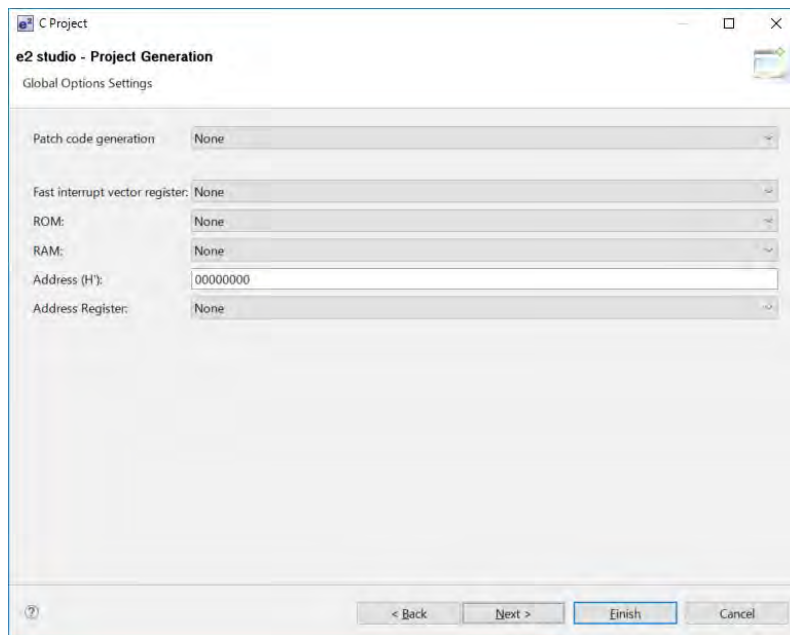 e² C Project
e2 studio - Project Generation
Global Options Settings
Patch code generation None
Fast interrupt vector register: None
ROM: None
RAM: None
Address (H'): 00000000
Address Register: None
? < Back Next > Finish Cancel